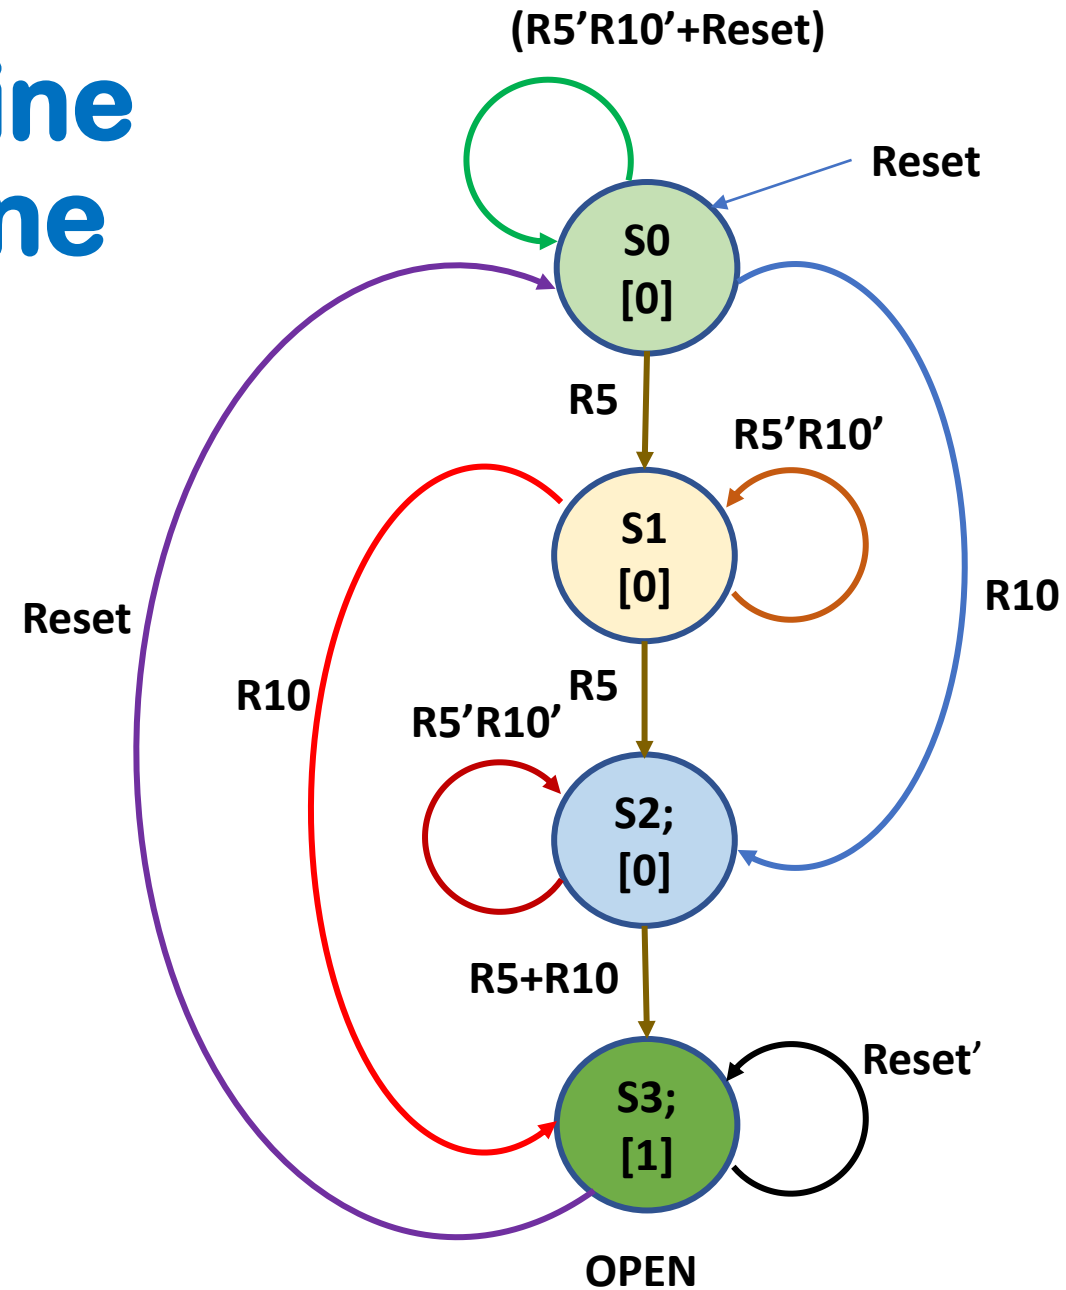 (R5’R10’+Reset)
ine
ne
Reset
S0
[0]
R5
R5’R10’
S1
[0]
R10
Reset
R10
R5
R5’R10’
S2;
[0]
R5+R10
Reset’
S3;
[1]
OPEN